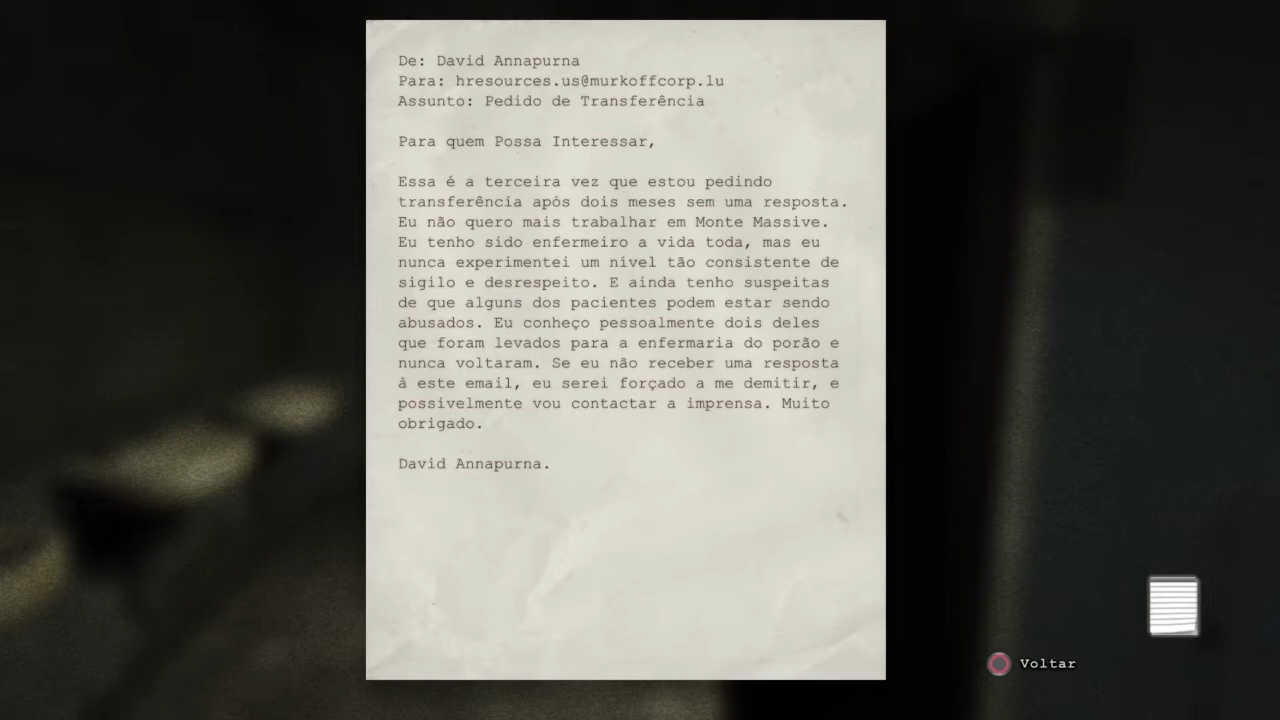 De: David Annapurna
Para: hresources.us@murkoffcorp.lu
Assunto: Pedido de Transferência
Para quem Possa Interessar,
Essa é a terceira vez que estou pedindo
transferência após dois meses sem uma resposta.
Eu não quero mais trabalhar em Monte Massive.
Eu tenho sido enfermeiro a vida toda, mas eu
nunca experimentei um nível tão consistente de
sigilo e desrespeito. E ainda tenho suspeitas
de que alguns dos pacientes podem estar sendo
abusados. Eu conheço pessoalmente dois deles
que foram levados para a enfermaria do porão e
nunca voltaram. Se eu não receber uma resposta
à este email, eu serei forçado a me demitir, e
possivelmente vou contactar a imprensa. Muito
obrigado.
David Annapurna.
Voltar